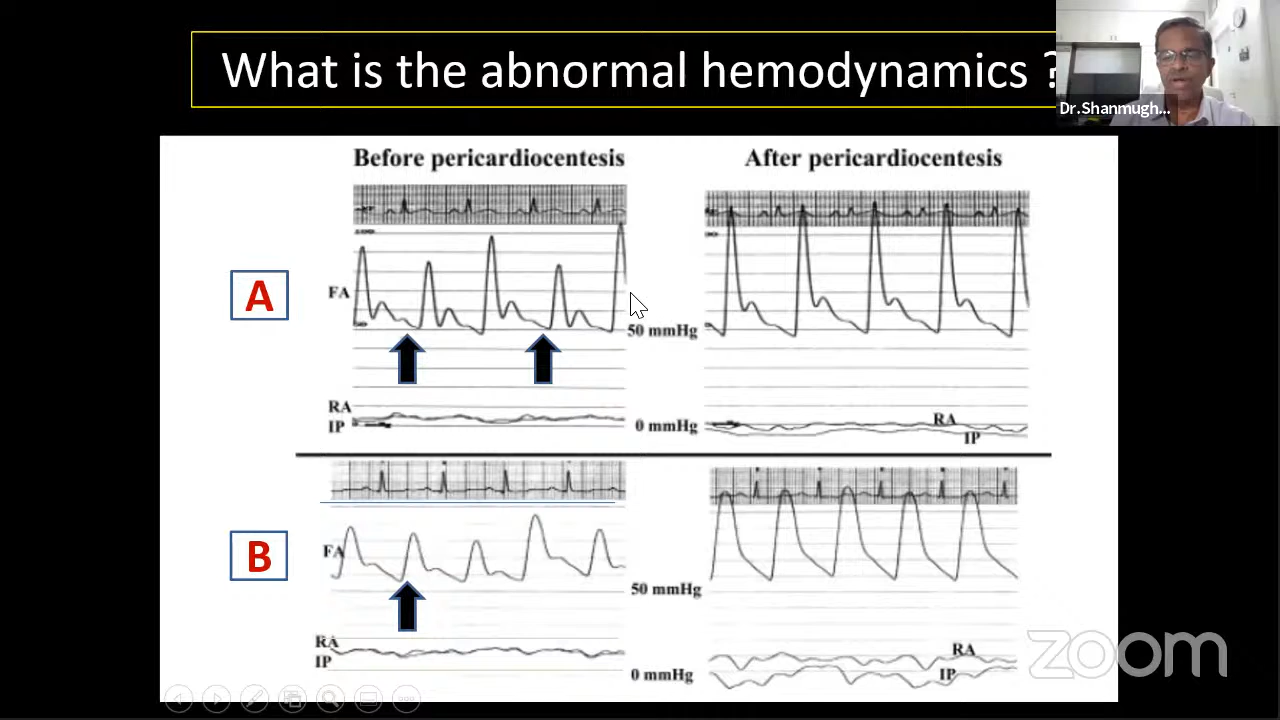 What is the abnormal hemodynamics ?
Dr.Shanmugh...
Before pericardiocentesis
After pericardiocentesis
A
FA
50 mmHg
RA
IP
0 mmHg
RA
IP
B
FA
50 mmHg
RA
IP
0 mmHg
RA
IP
zoom